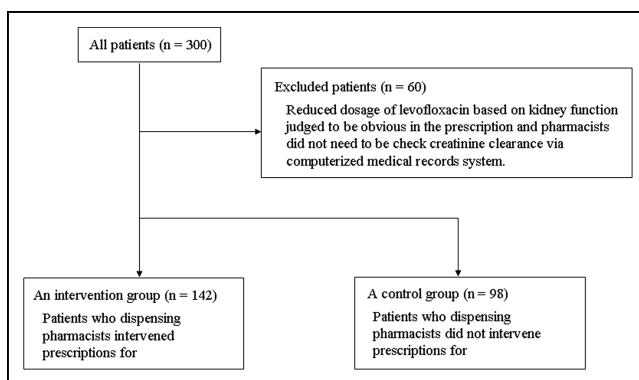 All patients (n = 300)
Excluded patients (n = 60)
Reduced dosage of levofloxacin based on kidney function
judged to be obvious in the prescription and pharmacists
did not need to be check creatinine clearance via
computerized medical records system.
An intervention group (n = 142)
Patients who dispensing
pharmacists intervened
prescriptions for
A control group (n = 98)
Patients who dispensing
pharmacists did not intervene
prescriptions for